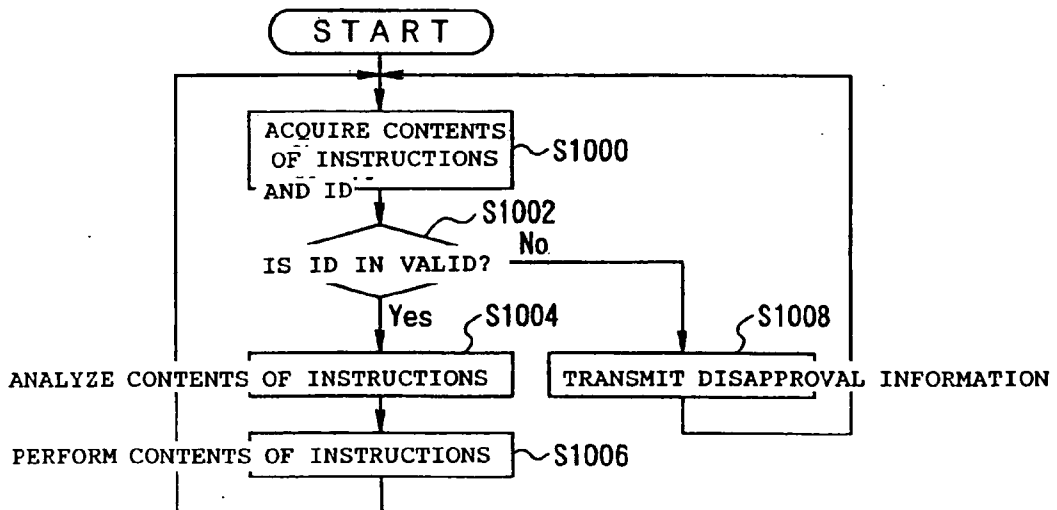 START
ACQUIRE CONTENTS
OF INSTRUCTIONS
AND ID
S1000
S1002
IS ID IN VALID?
No
Yes
S1004
S1008
ANALYZE CONTENTS OF INSTRUCTIONS
TRANSMIT DISAPPROVAL INFORMATION
PERFORM CONTENTS OF INSTRUCTIONS
S1006